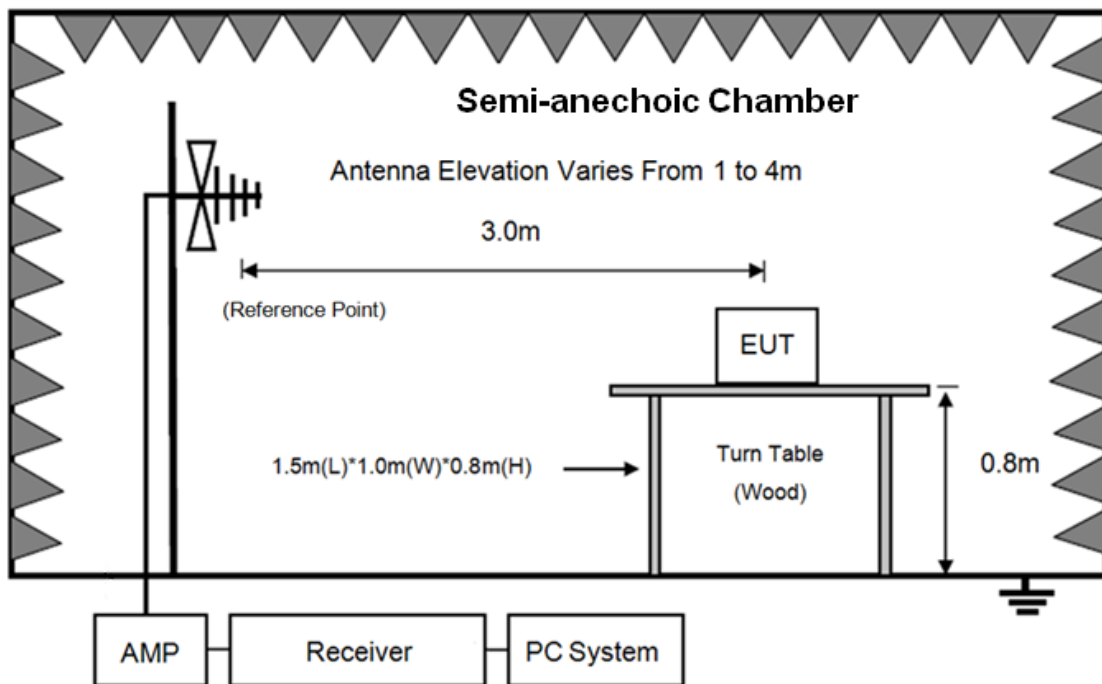 Semi-anechoic Chamber
Antenna Elevation Varies From 1 to 4m
3.0m
(Reference Point)
EUT
1.5m(L)*1.0m(W)*0.8m(H)
Turn Table
(Wood)
0.8m
AMP
Receiver
PC System